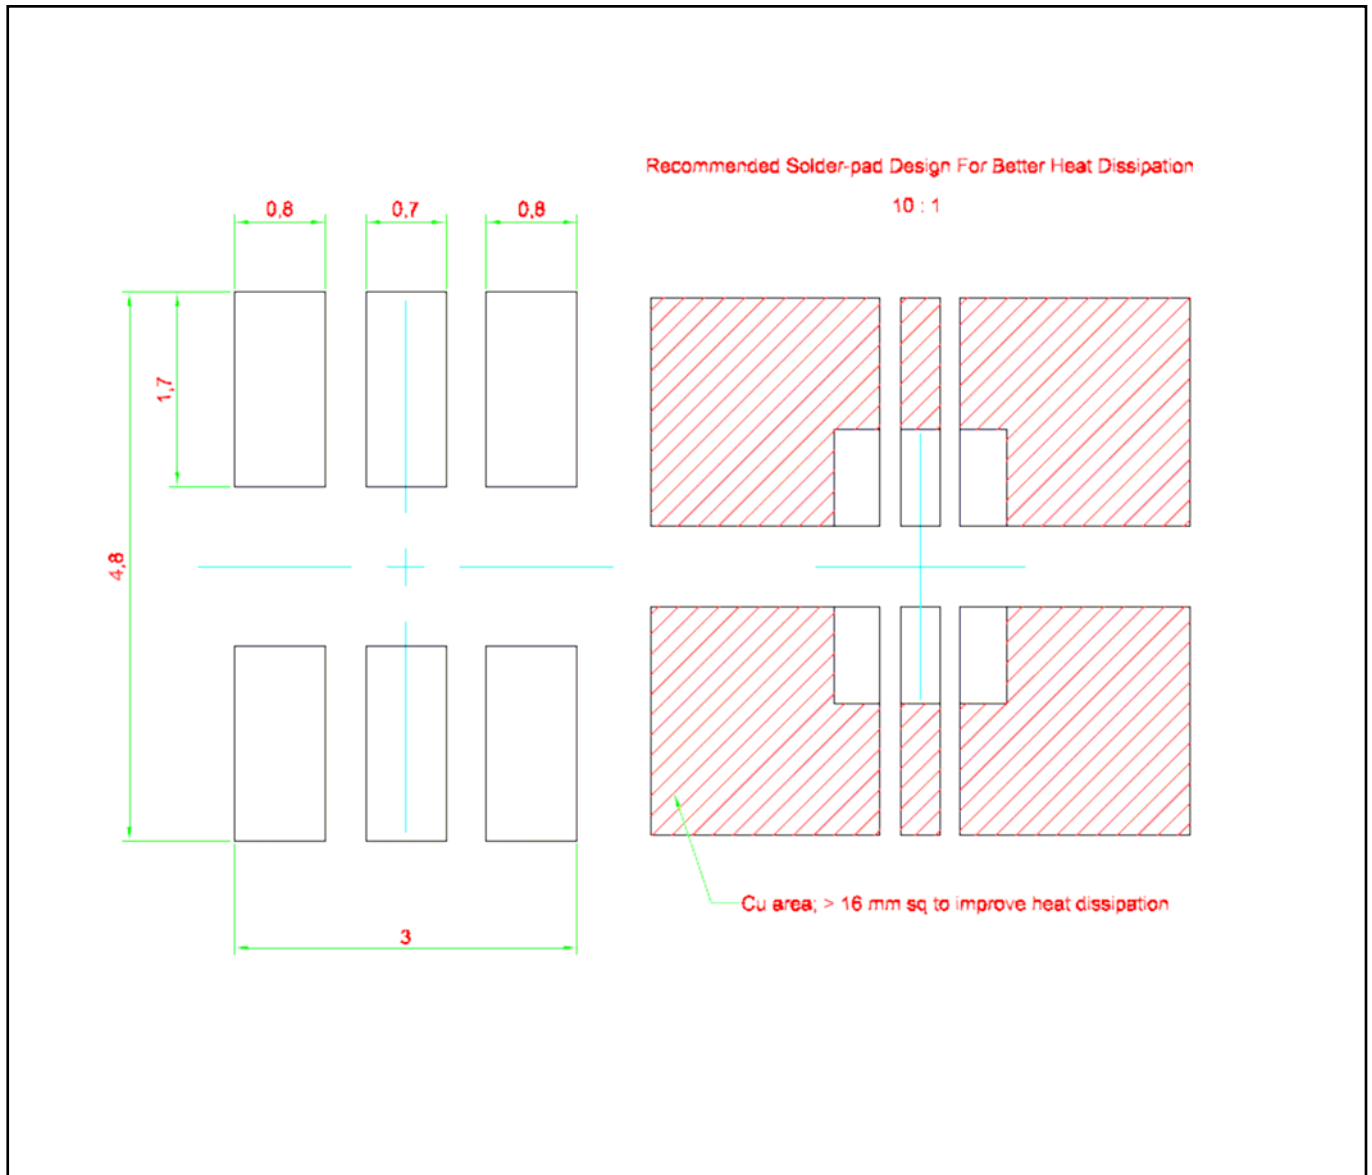 Recommended Solder-pad Design For Better Heat Dissipation
10 : 1
0,8
0,7
0,8
1,7
4,8
Cu area; > 16 mm sq to improve heat dissipation
3